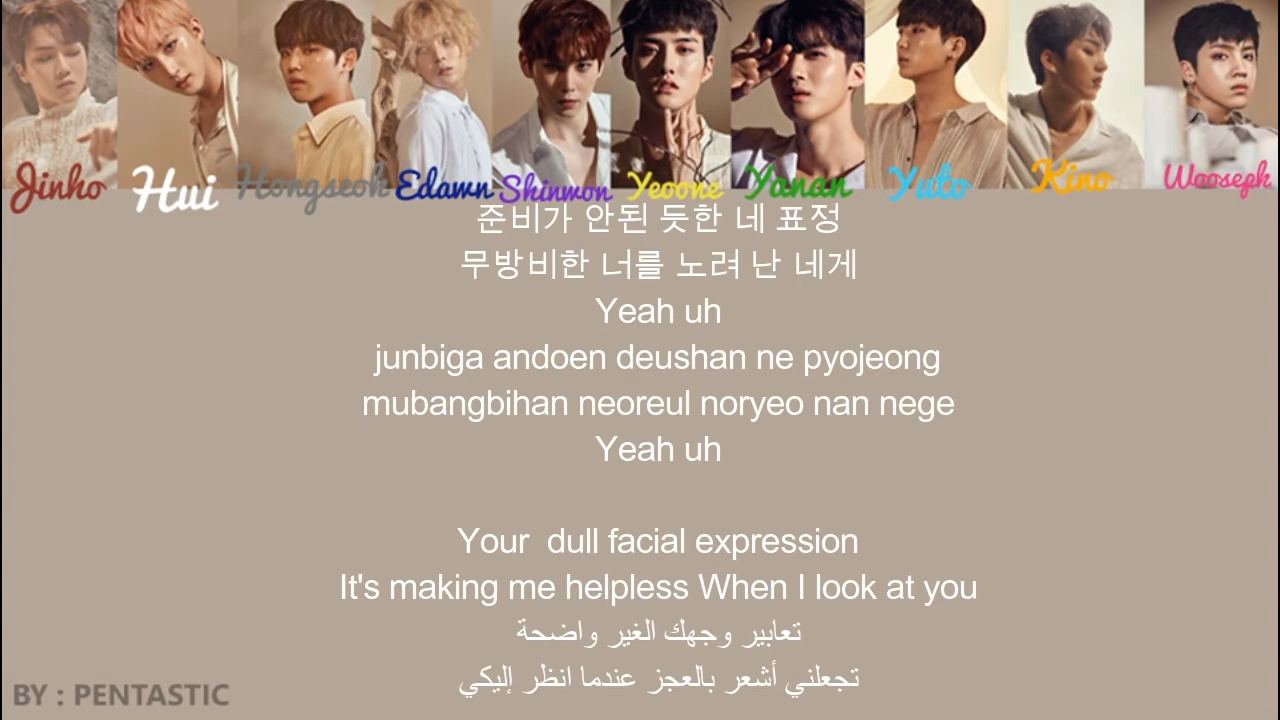 Jinho Hui Hongseok Edawn Shinwon Yeoone Yanan Yuto Kino Wooseok
준비가 안된 듯한 네 표정
무방비한 너를 노려 난 네게
Yeah uh
junbiga andoen deushan ne pyojeong
mubangbihan neoreul noryeo nan nege
Yeah uh
Your dull facial expression
It's making me helpless When I look at you
تعابير وجهك الغير واضحة
تجعلني أشعر بالعجز عندما انظر إليكي
BY : PENTASTIC